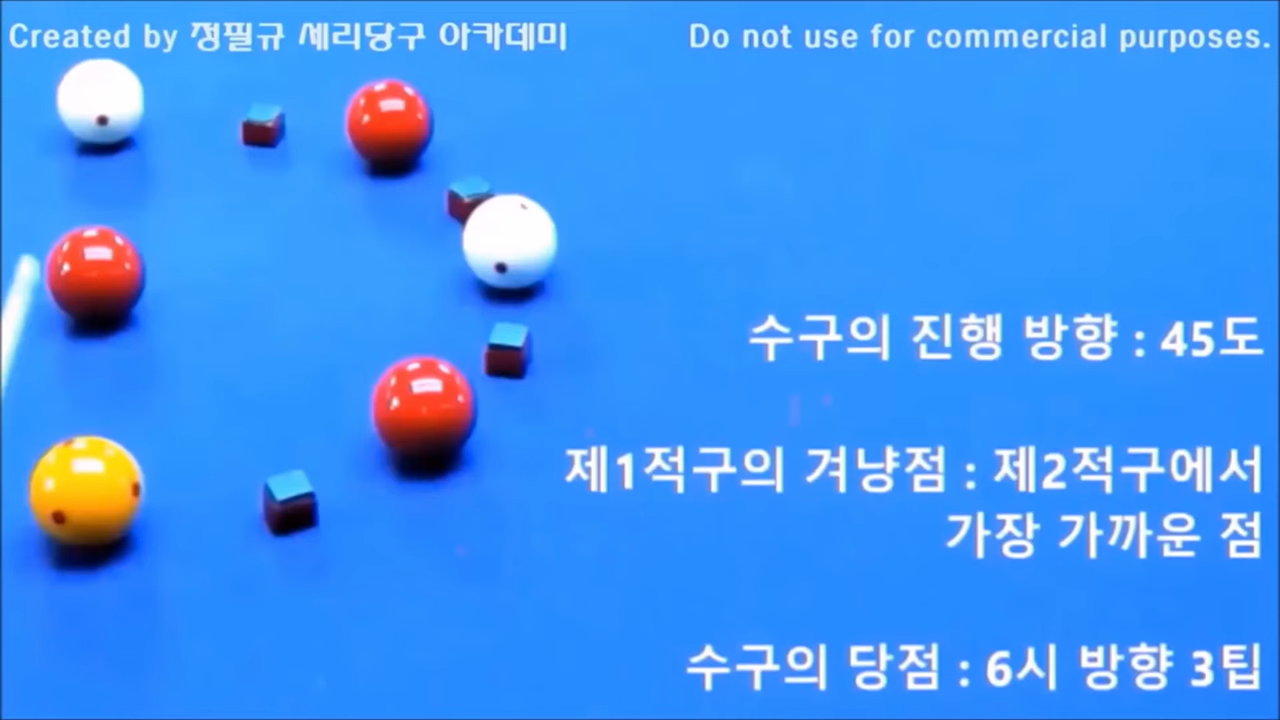 Created by 정필규 세리당구 아카데미 Do not use for commercial purposes.
수구의 진행 방향 : 45도
제1적구의 겨냥점 : 제2적구에서
가장 가까운 점
수구의 당점 : 6시 방향 3팁